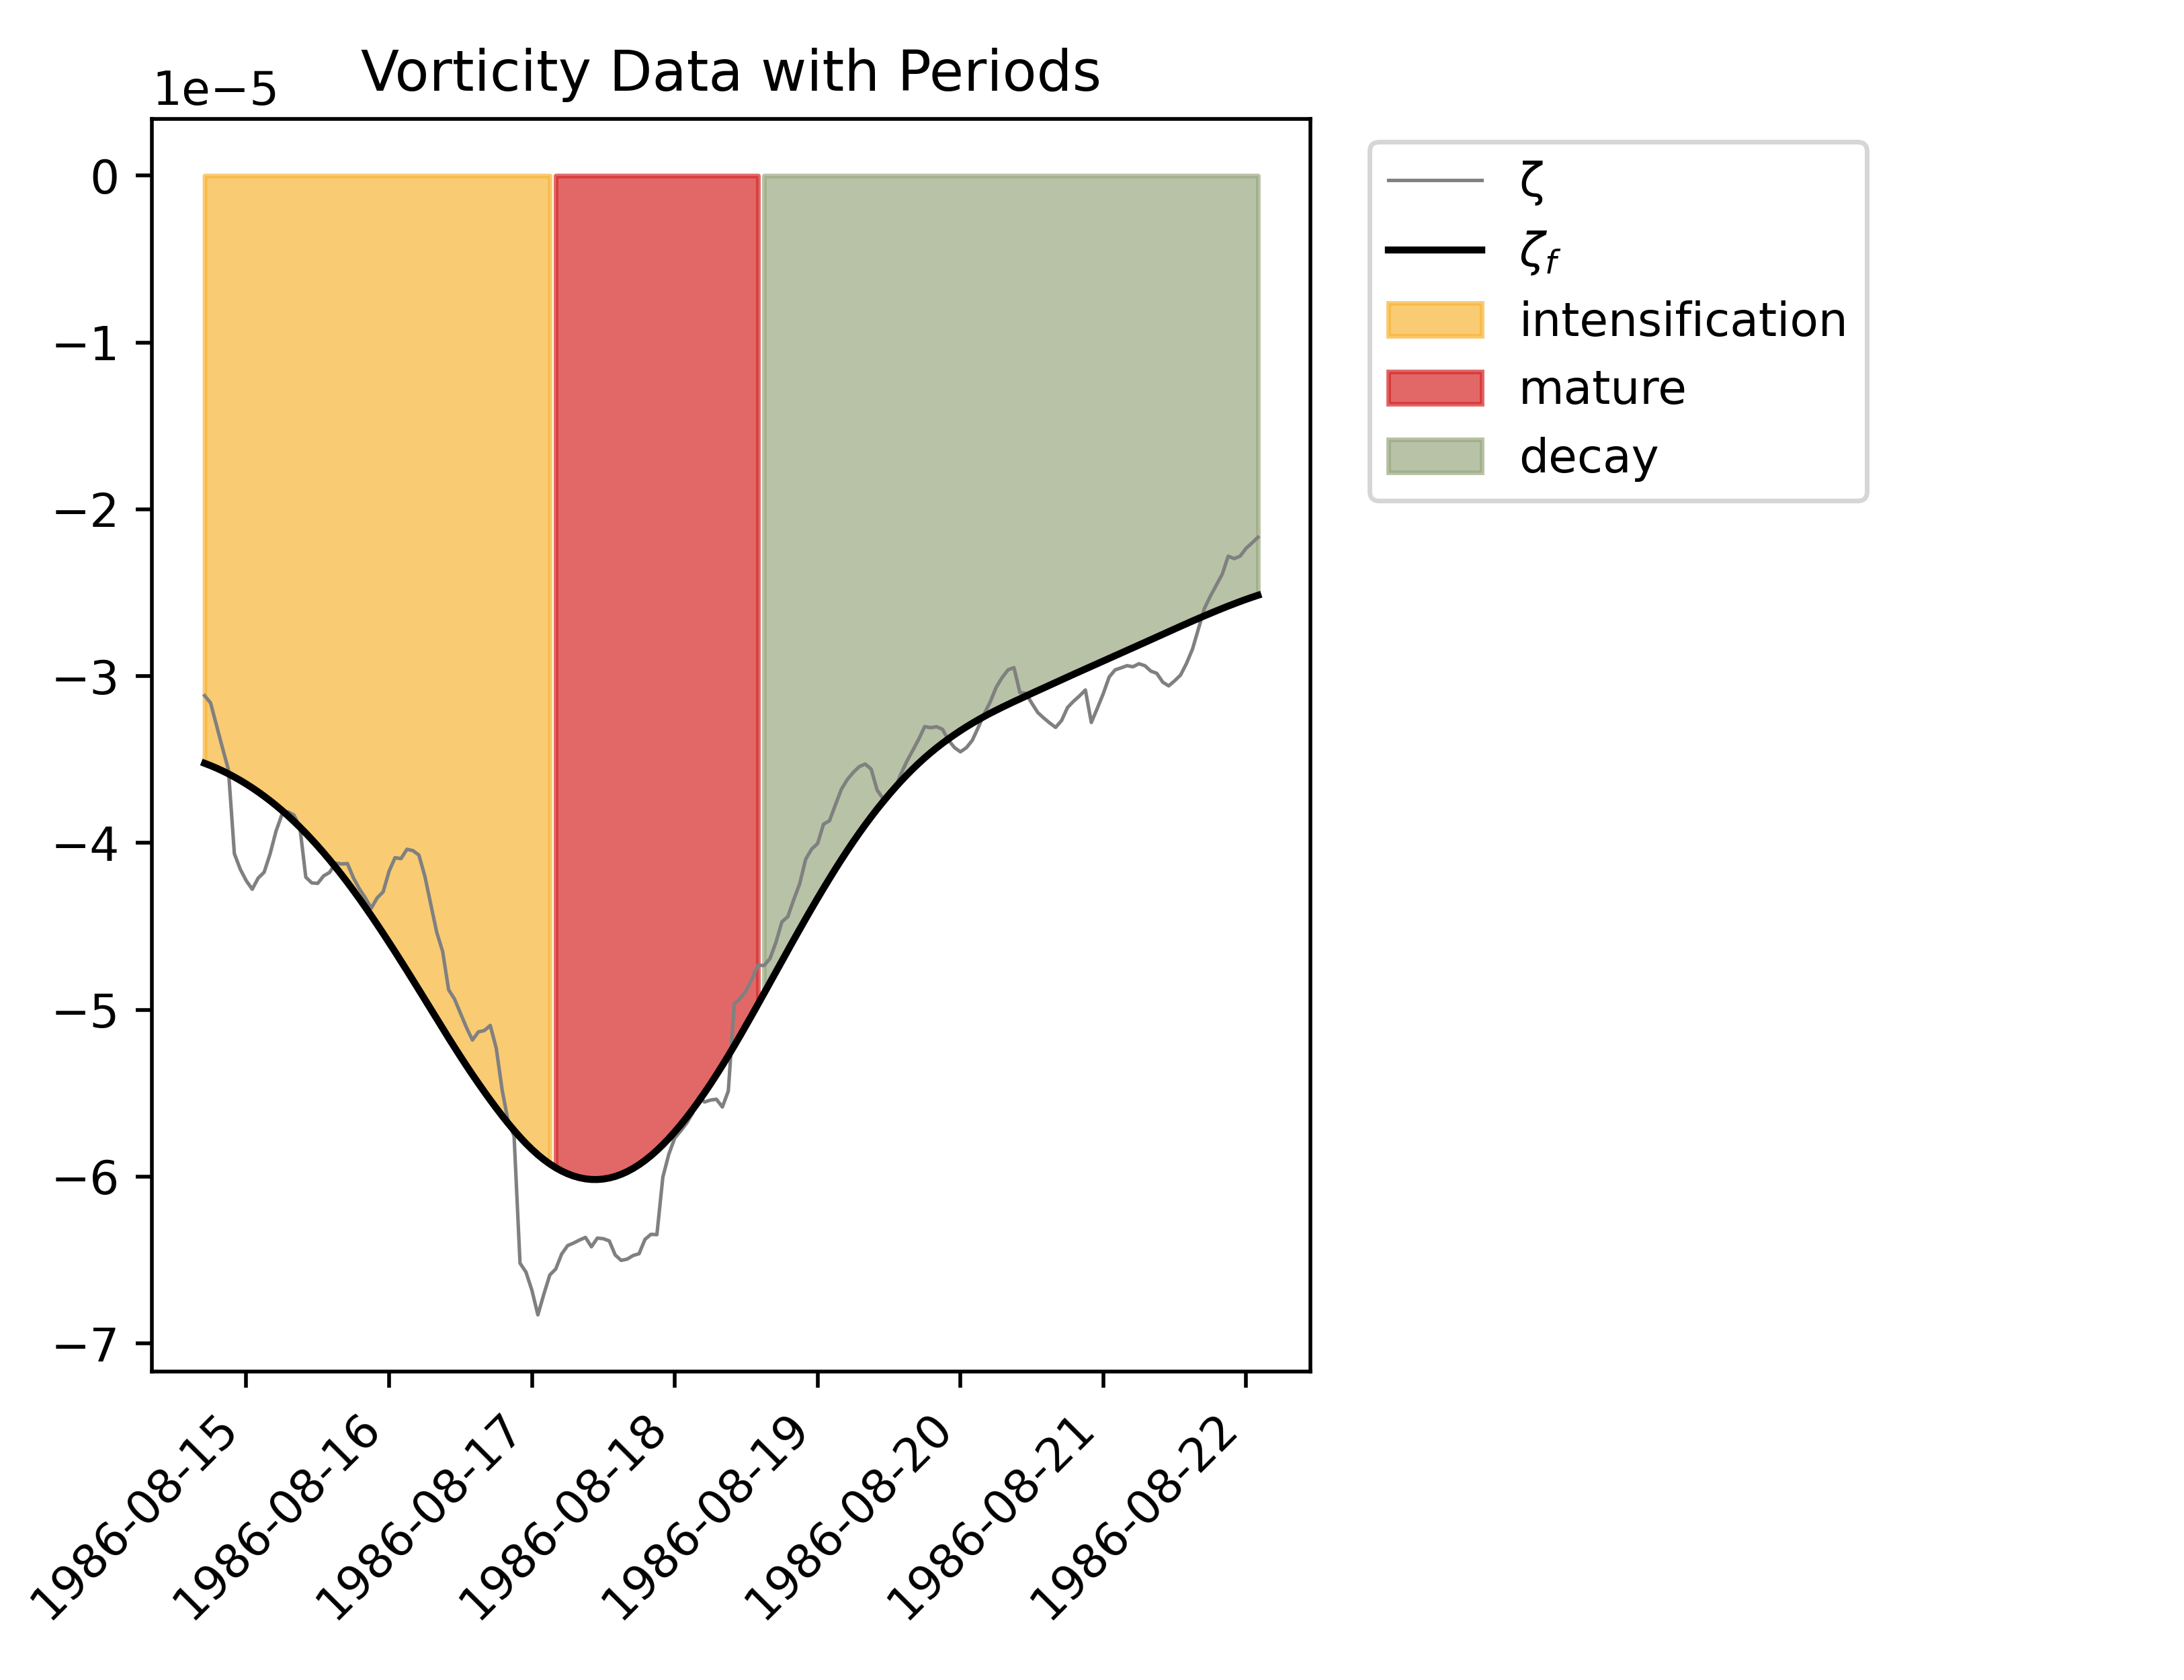 Vorticity Data with Periods
1e−5
0
−1
−2
−3
−4
−5
−6
−7
1986-08-15
1986-08-16
1986-08-17
1986-08-18
1986-08-19
1986-08-20
1986-08-21
1986-08-22
ζ
ζf
intensification
mature
decay